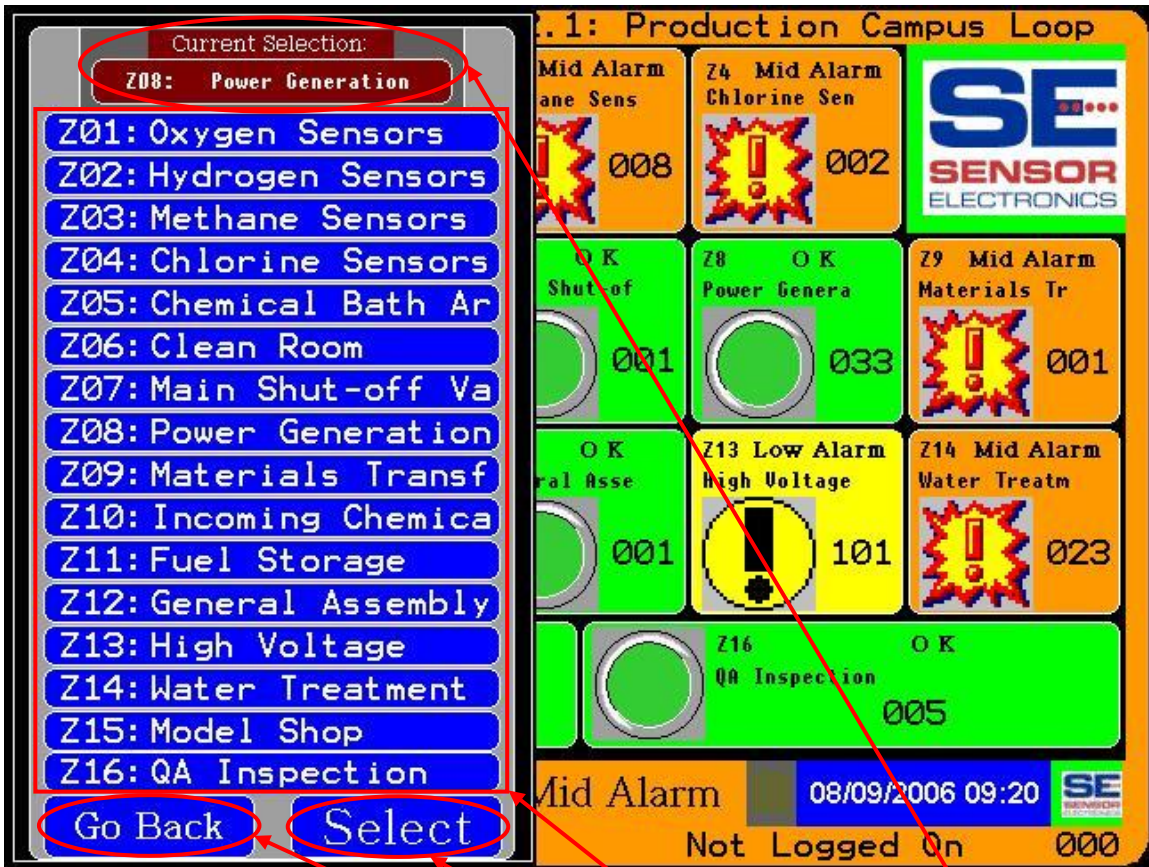 Current Selection:
Z08: Power Generation
Z01: Oxygen Sensors
Z02: Hydrogen Sensors
Z03: Methane Sensors
Z04: Chlorine Sensors
Z05: Chemical Bath Ar
Z06: Clean Room
Z07: Main Shut-off Va
Z08: Power Generation
Z09: Materials Transf
Z10: Incoming Chemica
Z11: Fuel Storage
Z12: General Assembly
Z13: High Voltage
Z14: Water Treatment
Z15: Model Shop
Z16: QA Inspection
Go Back
Select
.1: Production Campus Loop
Mid Alarm
ane Sens
008
Z4 Mid Alarm
Chlorine Sen
002
SE
SENSOR
ELECTRONICS
OK
Shut-of
001
Z8 OK
Power Genera
033
Z9 Mid Alarm
Materials Tr
001
OK
ral Asse
001
Z13 Low Alarm
High Voltage
101
Z14 Mid Alarm
Water Treatm
023
Z16 OK
QA Inspection
005
Mid Alarm
08/09/2006 09:20
SE
SENSOR
Not Logged On
000